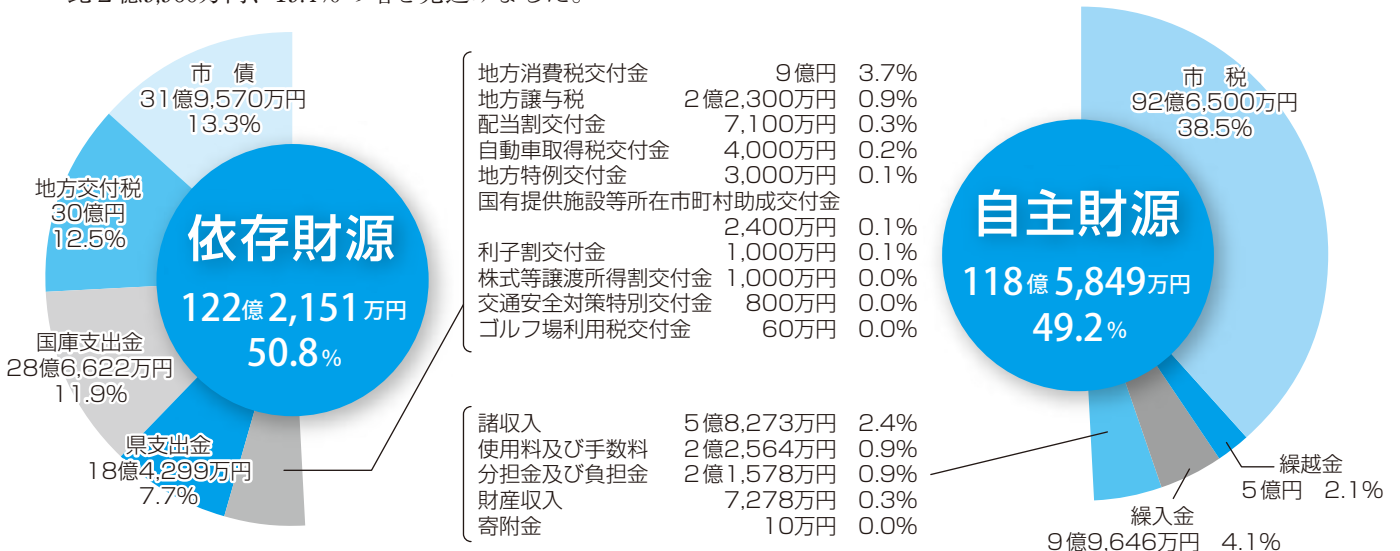 市　債
31億9,570万円
13.3%
地方交付税
30億円
12.5%
国庫支出金
28億6,622万円
11.9%
県支出金
18億4,299万円
7.7%
依存財源
122億2,151万円
50.8%
地方消費税交付金　9億円　3.7%
地方譲与税　2億2,300万円　0.9%
配当割交付金　7,100万円　0.3%
自動車取得税交付金　4,000万円　0.2%
地方特例交付金　3,000万円　0.1%
国有提供施設等所在市町村助成交付金
2,400万円　0.1%
利子割交付金　1,000万円　0.1%
株式等譲渡所得割交付金　1,000万円　0.0%
交通安全対策特別交付金　800万円　0.0%
ゴルフ場利用税交付金　60万円　0.0%
諸収入　5億8,273万円　2.4%
使用料及び手数料　2億2,564万円　0.9%
分担金及び負担金　2億1,578万円　0.9%
財産収入　7,278万円　0.3%
寄附金　10万円　0.0%
市　税
92億6,500万円
38.5%
自主財源
118億5,849万円
49.2%
繰越金
5億円　2.1%
繰入金
9億9,646万円　4.1%